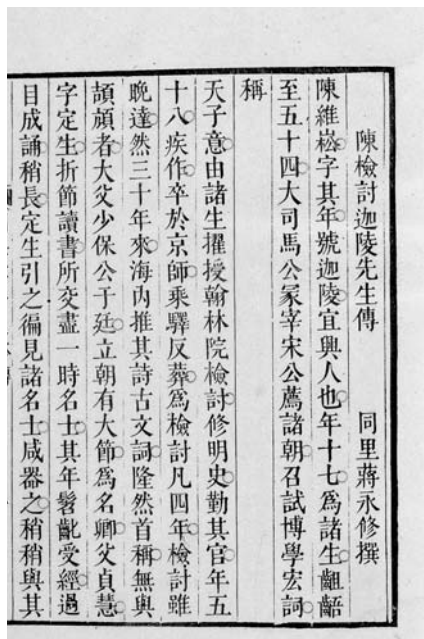 陳檢討迦陵先生傳 同里蔣永修撰
陳維崧字其年號迦陵宜興人也年十七爲諸生齟齬
至五十四大司馬公冢宰宋公薦諸朝召試博學宏詞
稱
天子意由諸生擢授翰林院檢討修明史勤其官年五
十八疾作卒於京師乘驛反葬爲檢討凡四年檢討雖
晚達然三十年來海内推其詩古文詞隆然首稱無與
頡頏者大父少保公于廷立朝有大節爲名卿父貞慧
字定生折節讀書所交盡一時名士其年髫齔受經過
目成誦稍長定生引之徧見諸名士咸器之稍稍與其